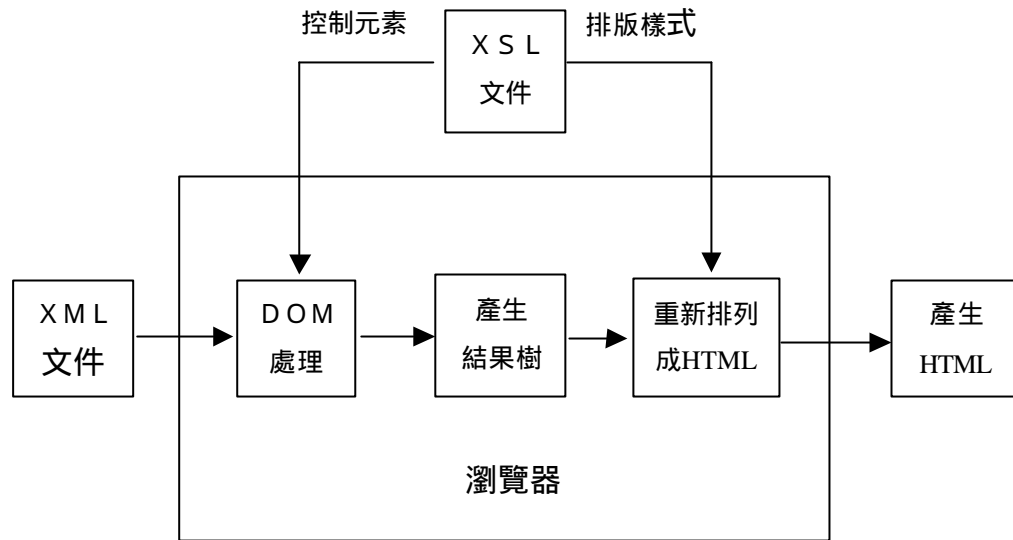 控制元素
ＸＳＬ
文件
排版樣式
ＸＭＬ
文件
ＤＯＭ
處理
產生
結果樹
重新排列
成HTML
產生
HTML
瀏覽器